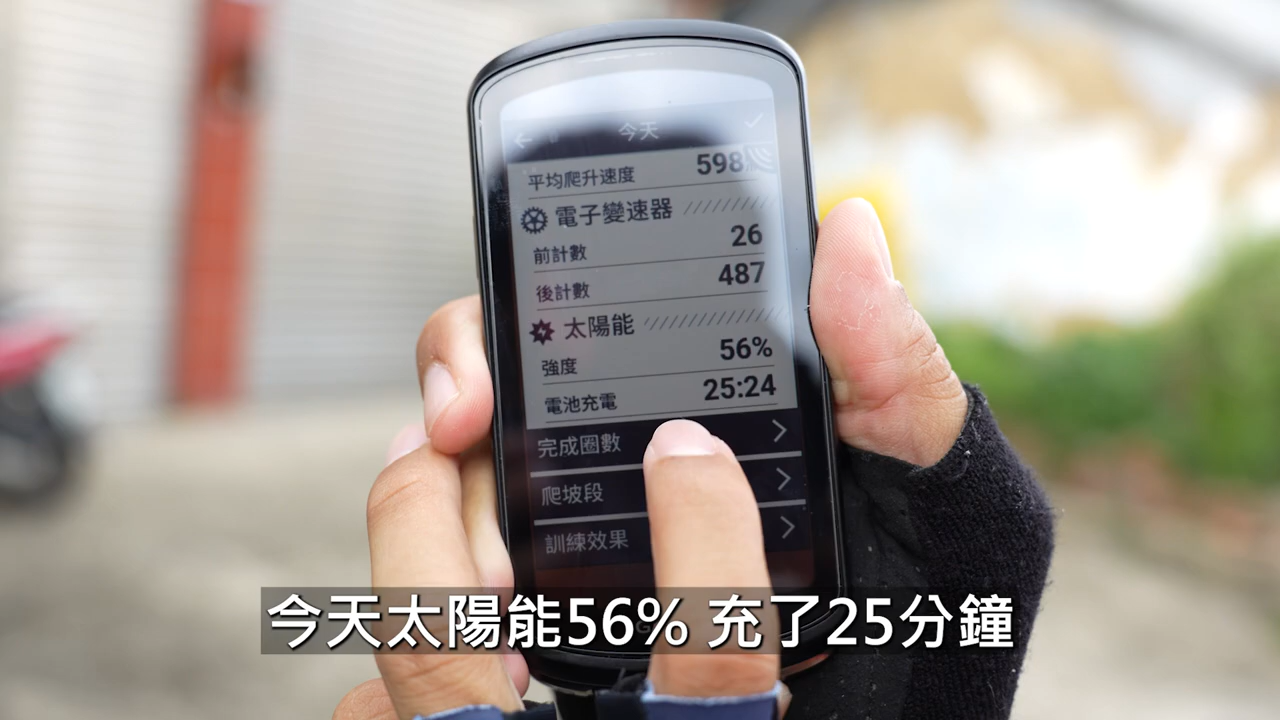 今天
平均爬升速度 598
電子變速器
前計數 26
後計數 487
太陽能
強度 56%
電池充電 25:24
完成圈數
爬坡段
訓練效果
今天太陽能56% 充了25分鐘